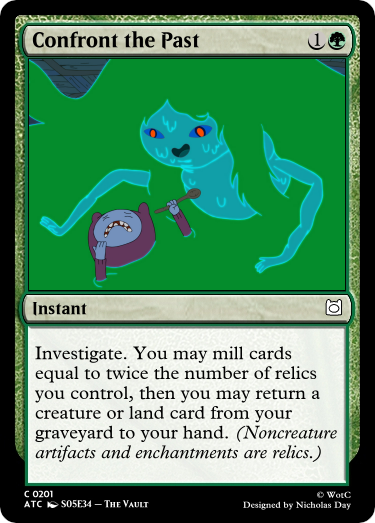 Confront the Past 1
Instant
Investigate. You may mill cards
equal to twice the number of relics
you control, then you may return a
creature or land card from your
graveyard to your hand. (Noncreature
artifacts and enchantments are relics.)
C 0201
ATC S05E34 — The Vault
© WotC
Designed by Nicholas Day